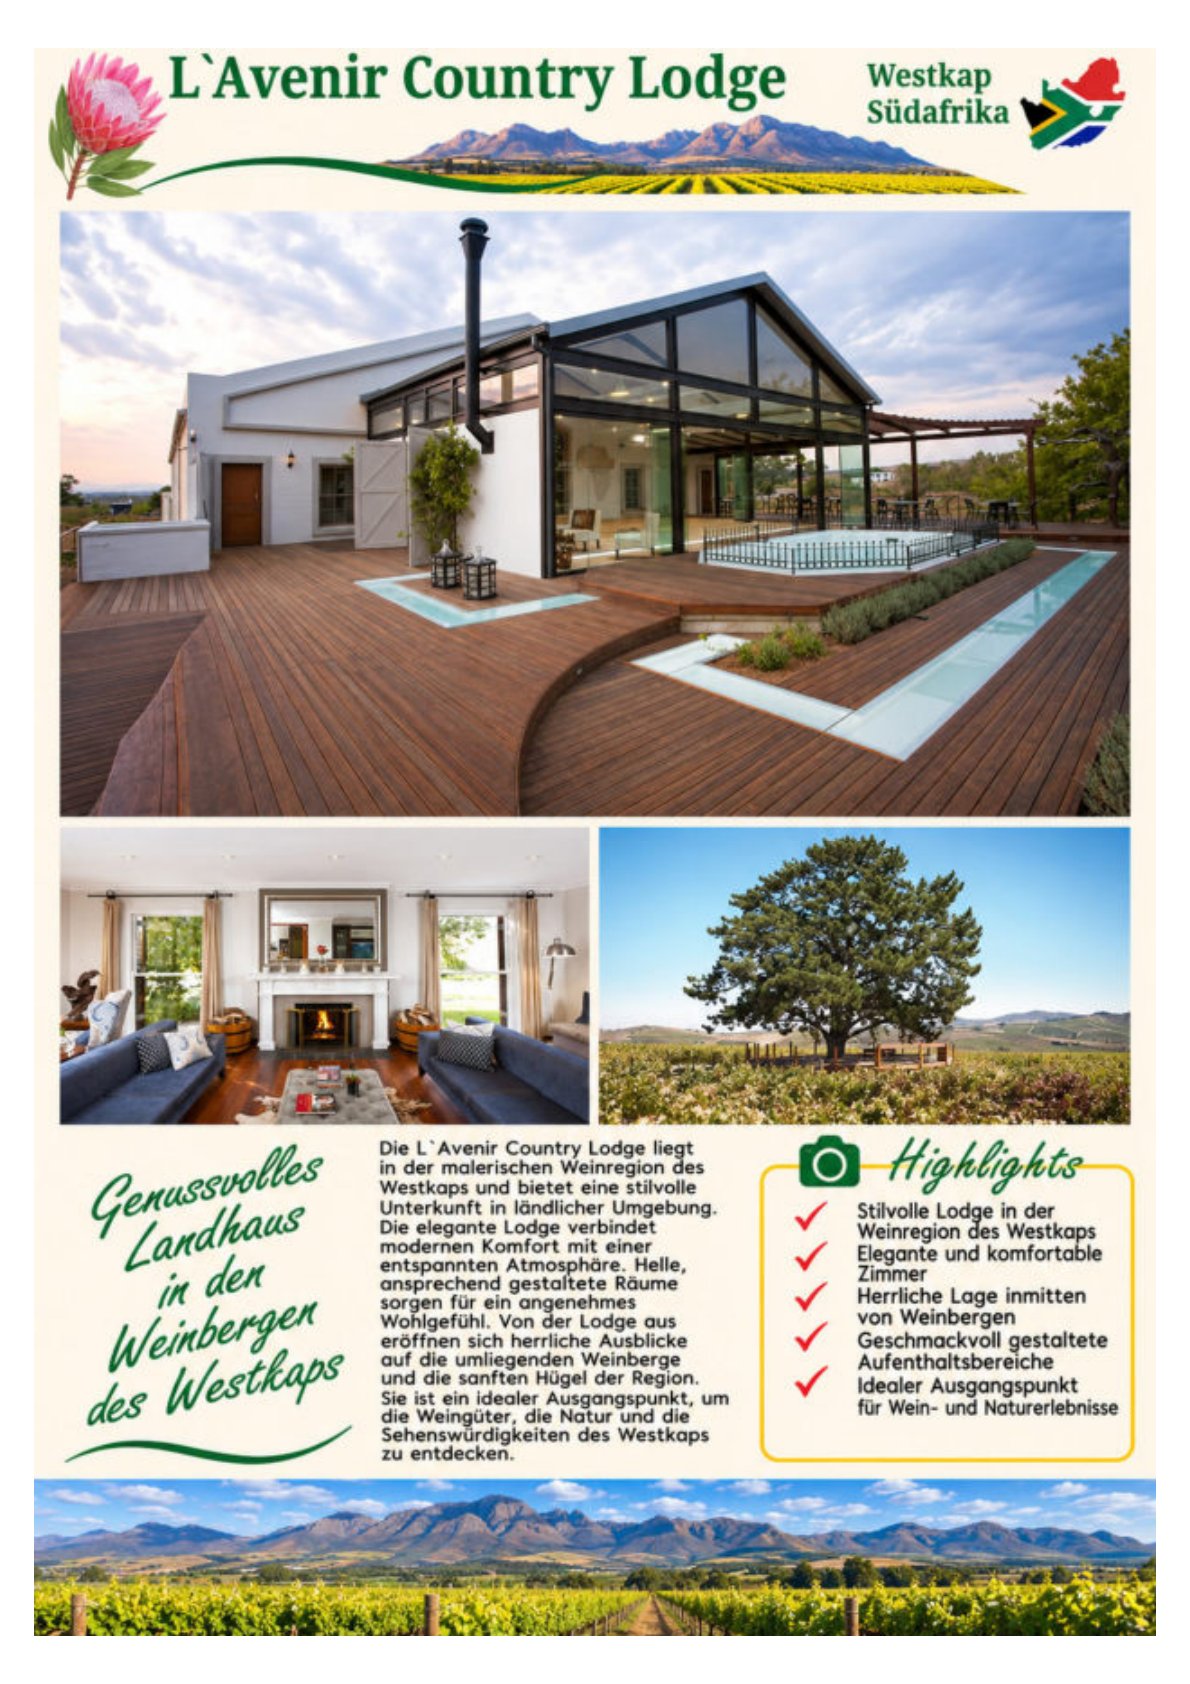 L`Avenir Country Lodge
Westkap
Südafrika
Genussvolles
Landhaus
in den
Weinbergen
des Westkaps
Die L`Avenir Country Lodge liegt
in der malerischen Weinregion des
Westkaps und bietet eine stilvolle
Unterkunft in ländlicher Umgebung.
Die elegante Lodge verbindet
modernen Komfort mit einer
entspannten Atmosphäre. Helle,
ansprechend gestaltete Räume
sorgen für ein angenehmes
Wohlgefühl. Von der Lodge aus
eröffnen sich herrliche Ausblicke
auf die umliegenden Weinberge
und die sanften Hügel der Region.
Sie ist ein idealer Ausgangspunkt, um
die Weingüter, die Natur und die
Sehenswürdigkeiten des Westkaps
zu entdecken.
Highlights
Stilvolle Lodge in der
Weinregion des Westkaps
Elegante und komfortable
Zimmer
Herrliche Lage inmitten
von Weinbergen
Geschmackvoll gestaltete
Aufenthaltsbereiche
Idealer Ausgangspunkt
für Wein- und Naturerlebnisse